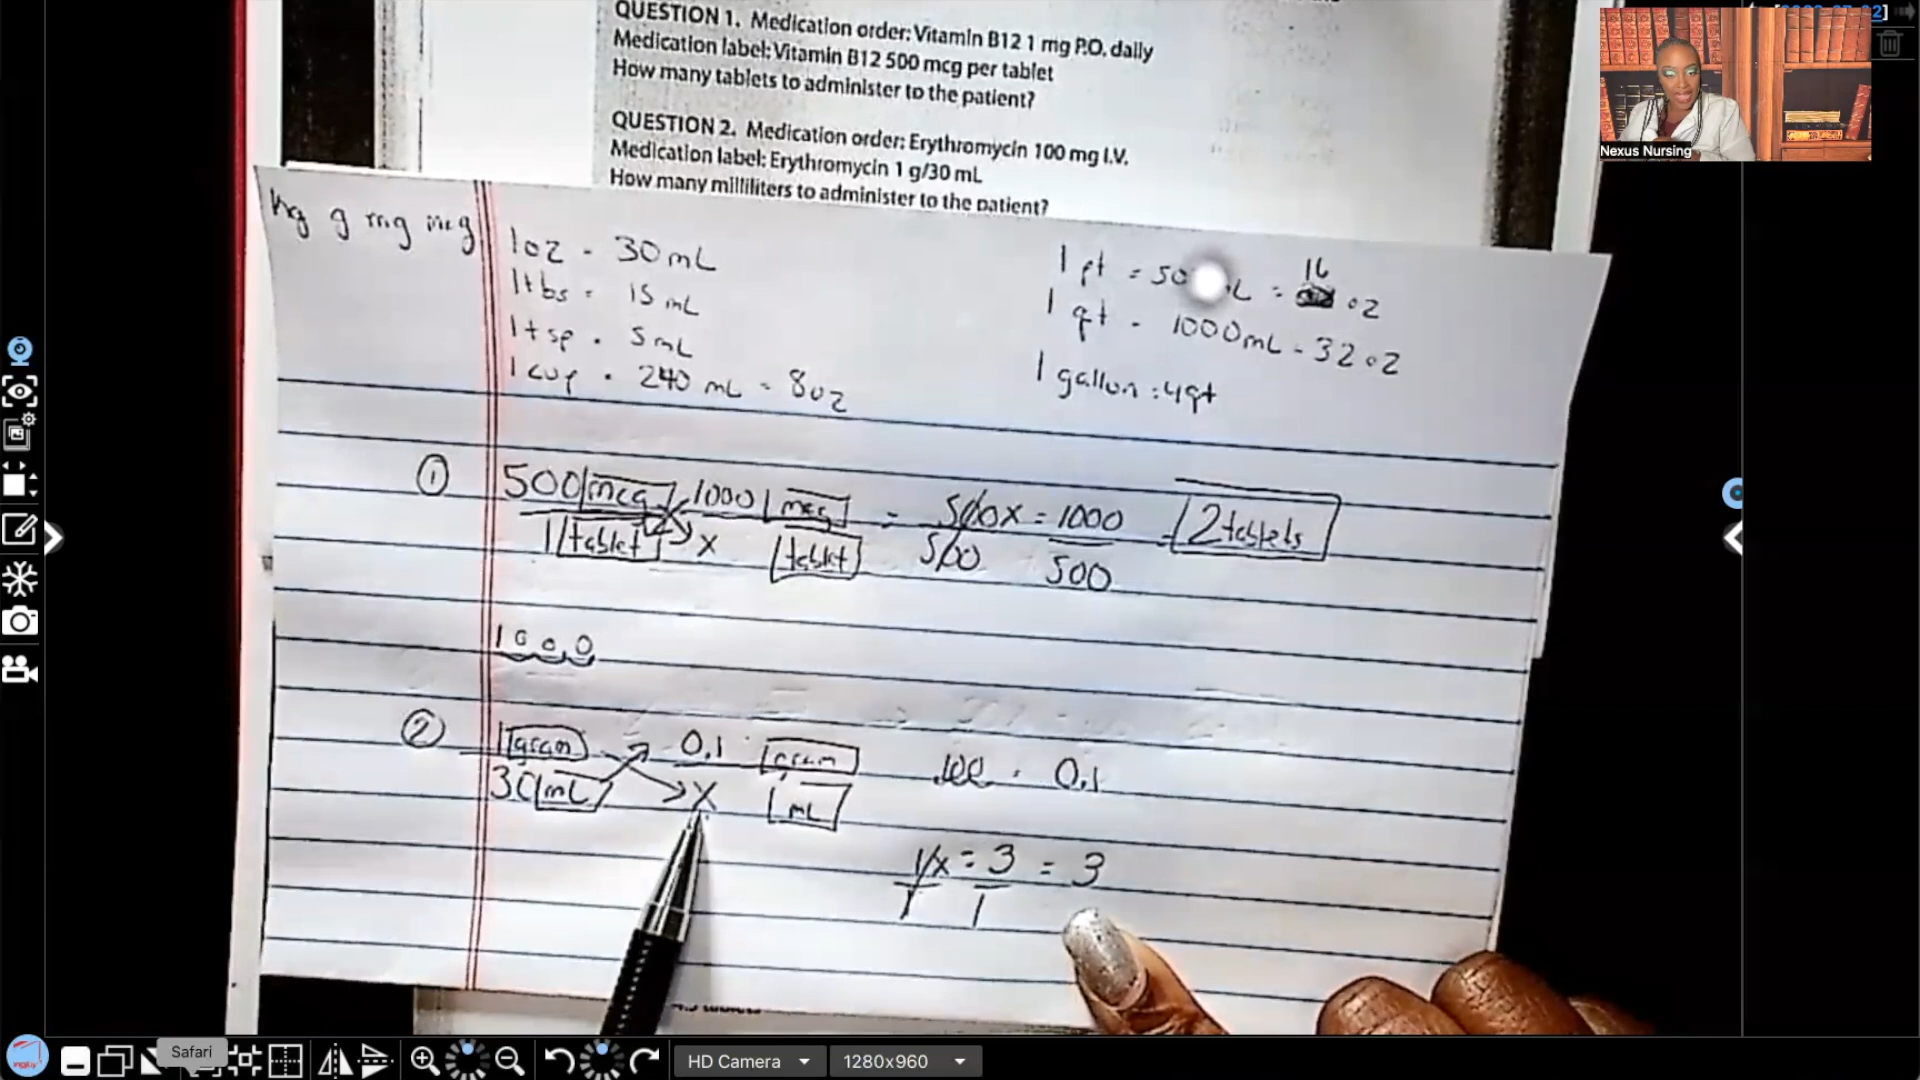 QUESTION 1. Medication order: Vitamin B12 1 mg P.O. daily
Medication label: Vitamin B12 500 mcg per tablet
How many tablets to administer to the patient?
QUESTION 2. Medication order: Erythromycin 100 mg I.V.
Medication label: Erythromycin 1 g/30 mL
How many milliliters to administer to the patient?
Nexus Nursing
kg g mg mcg
1oz - 30mL
1tbs = 15 mL
1tsp = 5mL
1cup = 240 mL = 8oz
1 pt = 50 mL = 16 oz
1 qt - 1000mL - 32oz
1 gallon = 4qt
① 500 mcg 1000 mcg = 500x = 1000 = 2 tablets
1 tablet x tablet 500 500
1000
② 1 gram 0.1 gram .100 = 0.1
30 mL x mL
1x = 3 = 3
1 1
Safari
HD Camera
1280x960